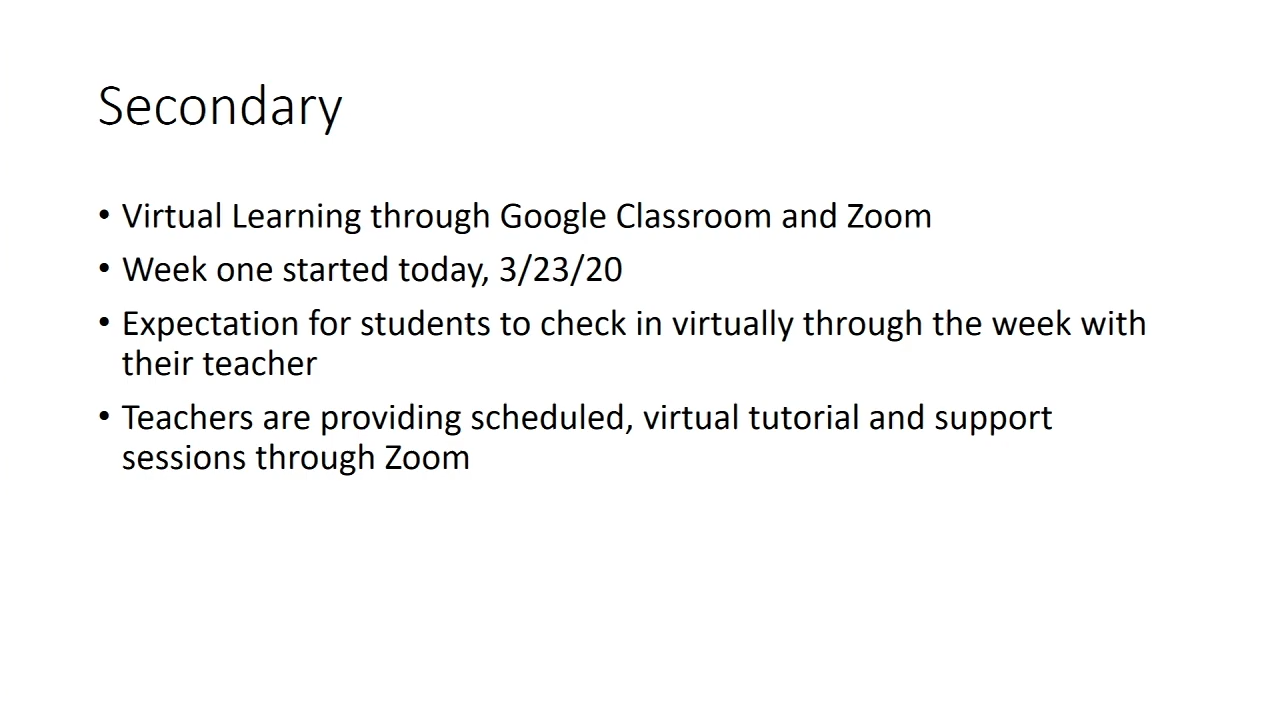 Secondary
• Virtual Learning through Google Classroom and Zoom
• Week one started today, 3/23/20
• Expectation for students to check in virtually through the week with
their teacher
• Teachers are providing scheduled, virtual tutorial and support
sessions through Zoom